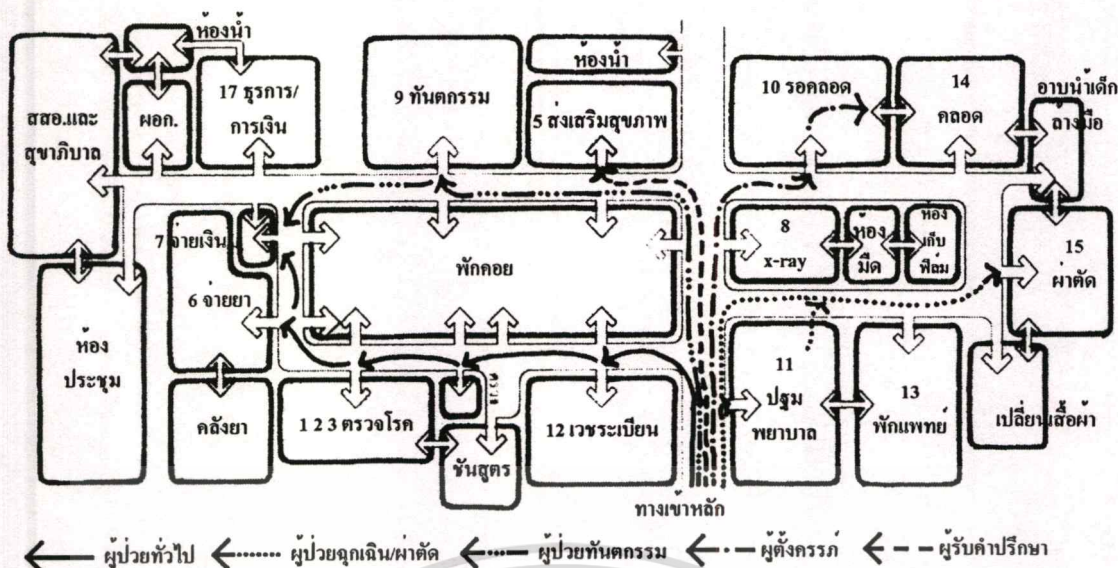 ห้องน้ำ
สสอ.และ
สุขาภิบาล
ผอก.
17 ธุรการ/
การเงิน
9 ทันตกรรม
ห้องน้ำ
5 ส่งเสริมสุขภาพ
10 รอคลอด
14
คลอด
อาบน้ำเด็ก
ล้างมือ
7 จ่ายเงิน
6 จ่ายยา
พักคอย
8
x-ray
ห้อง
มืด
ห้อง
เก็บ
ฟิล์ม
15
ผ่าตัด
ห้อง
ประชุม
คลังยา
1 2 3 ตรวจโรค
ชันสูตร
12 เวชระเบียน
11
ปฐม
พยาบาล
13
พักแพทย์
เปลี่ยนเสื้อผ้า
ทางเข้าหลัก
ผู้ป่วยทั่วไป
ผู้ป่วยฉุกเฉิน/ผ่าตัด
ผู้ป่วยทันตกรรม
ผู้ตั้งครรภ์
ผู้รับคำปรึกษา